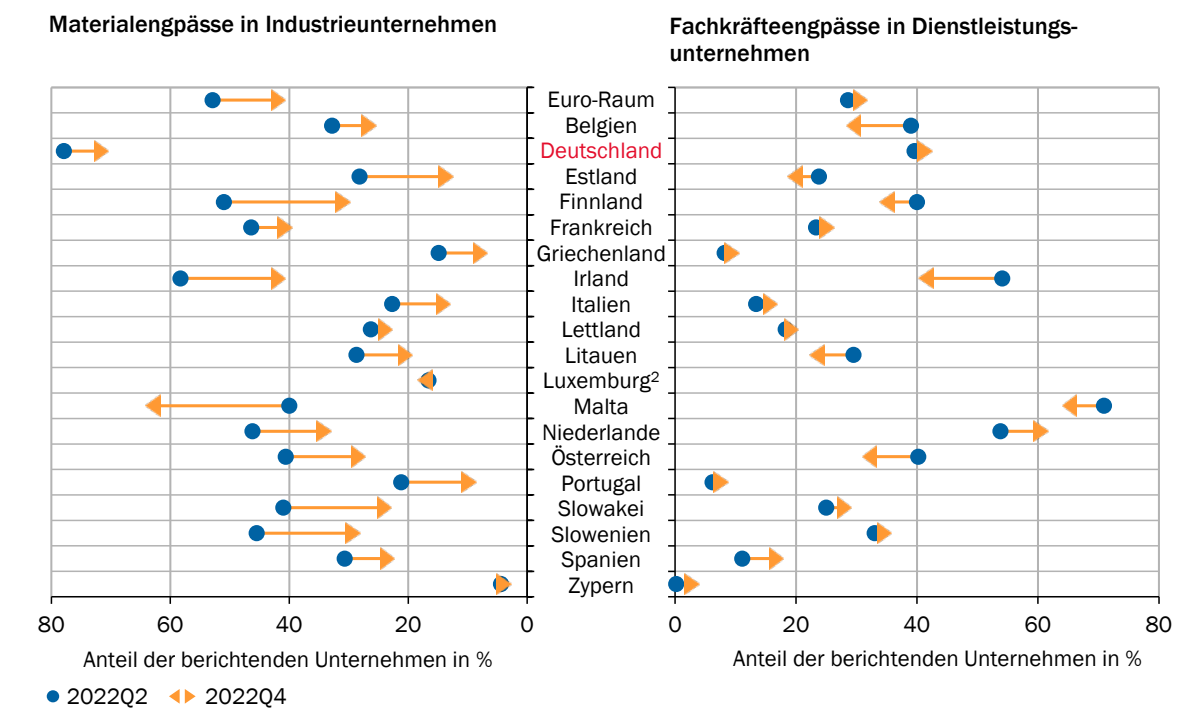 Materialengpässe in Industrieunternehmen
Fachkräfteengpässe in Dienstleistungs-
unternehmen
Euro-Raum
Belgien
Deutschland
Estland
Finnland
Frankreich
Griechenland
Irland
Italien
Lettland
Litauen
Luxemburg²
Malta
Niederlande
Österreich
Portugal
Slowakei
Slowenien
Spanien
Zypern
80 60 40 20 0
0 20 40 60 80
Anteil der berichtenden Unternehmen in %
Anteil der berichtenden Unternehmen in %
2022Q2 2022Q4